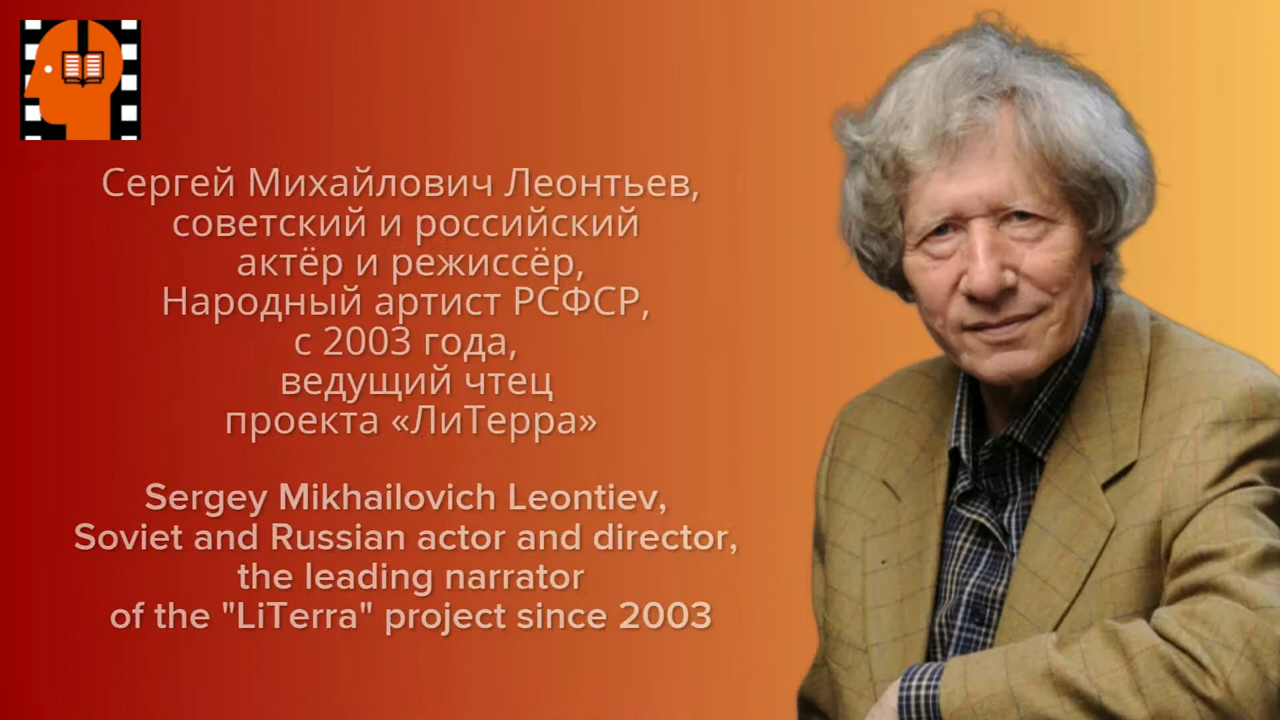 Сергей Михайлович Леонтьев,
советский и российский
актёр и режиссёр,
Народный артист РСФСР,
с 2003 года,
ведущий чтец
проекта «ЛиТерра»
Sergey Mikhailovich Leontiev,
Soviet and Russian actor and director,
the leading narrator
of the "LiTerra" project since 2003